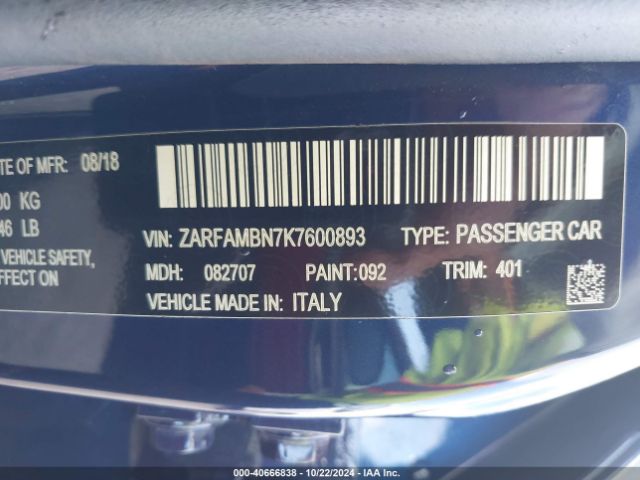 TE OF MFR: 08/18
00 KG
46 LB
VEHICLE SAFETY,
EFFECT ON
VIN: ZARFAMBN7K7600893 TYPE: PASSENGER CAR
MDH: 082707 PAINT:092 TRIM: 401
VEHICLE MADE IN: ITALY
000-40666838 - 10/22/2024 - IAA Inc.